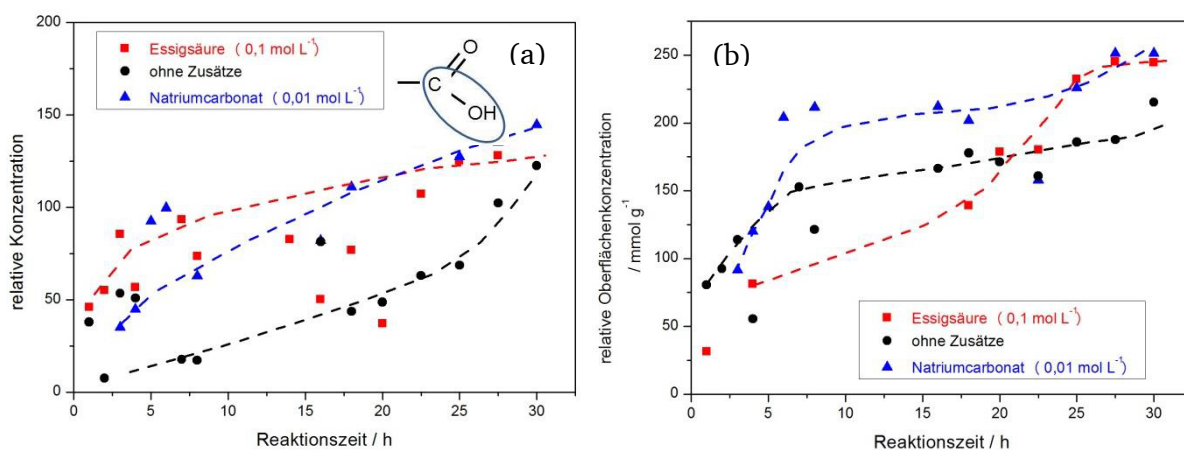 (a)
relative Konzentration
200
150
100
50
0
Essigsäure ( 0,1 mol L⁻¹ )
ohne Zusätze
Natriumcarbonat ( 0,01 mol L⁻¹ )
O
C
OH
0 5 10 15 20 25 30
Reaktionszeit / h
(b)
relative Oberflächenkonzentration
/ mmol g⁻¹
250
200
150
100
50
0
Essigsäure ( 0,1 mol L⁻¹ )
ohne Zusätze
Natriumcarbonat ( 0,01 mol L⁻¹ )
0 5 10 15 20 25 30
Reaktionszeit / h